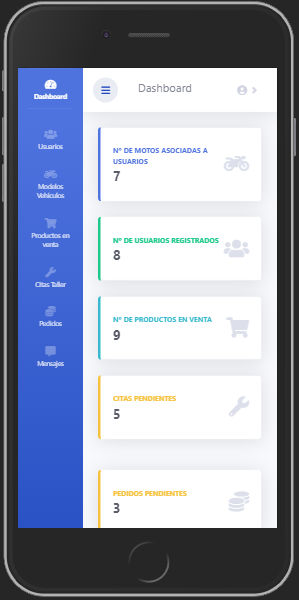 Dashboard
Dashboard
Usuarios
Modelos
Vehículos
Productos en
venta
Citas Taller
Pedidos
Mensajes
Nº DE MOTOS ASOCIADAS A
USUARIOS
7
Nº DE USUARIOS REGISTRADOS
8
Nº DE PRODUCTOS EN VENTA
9
CITAS PENDIENTES
5
PEDIDOS PENDIENTES
3